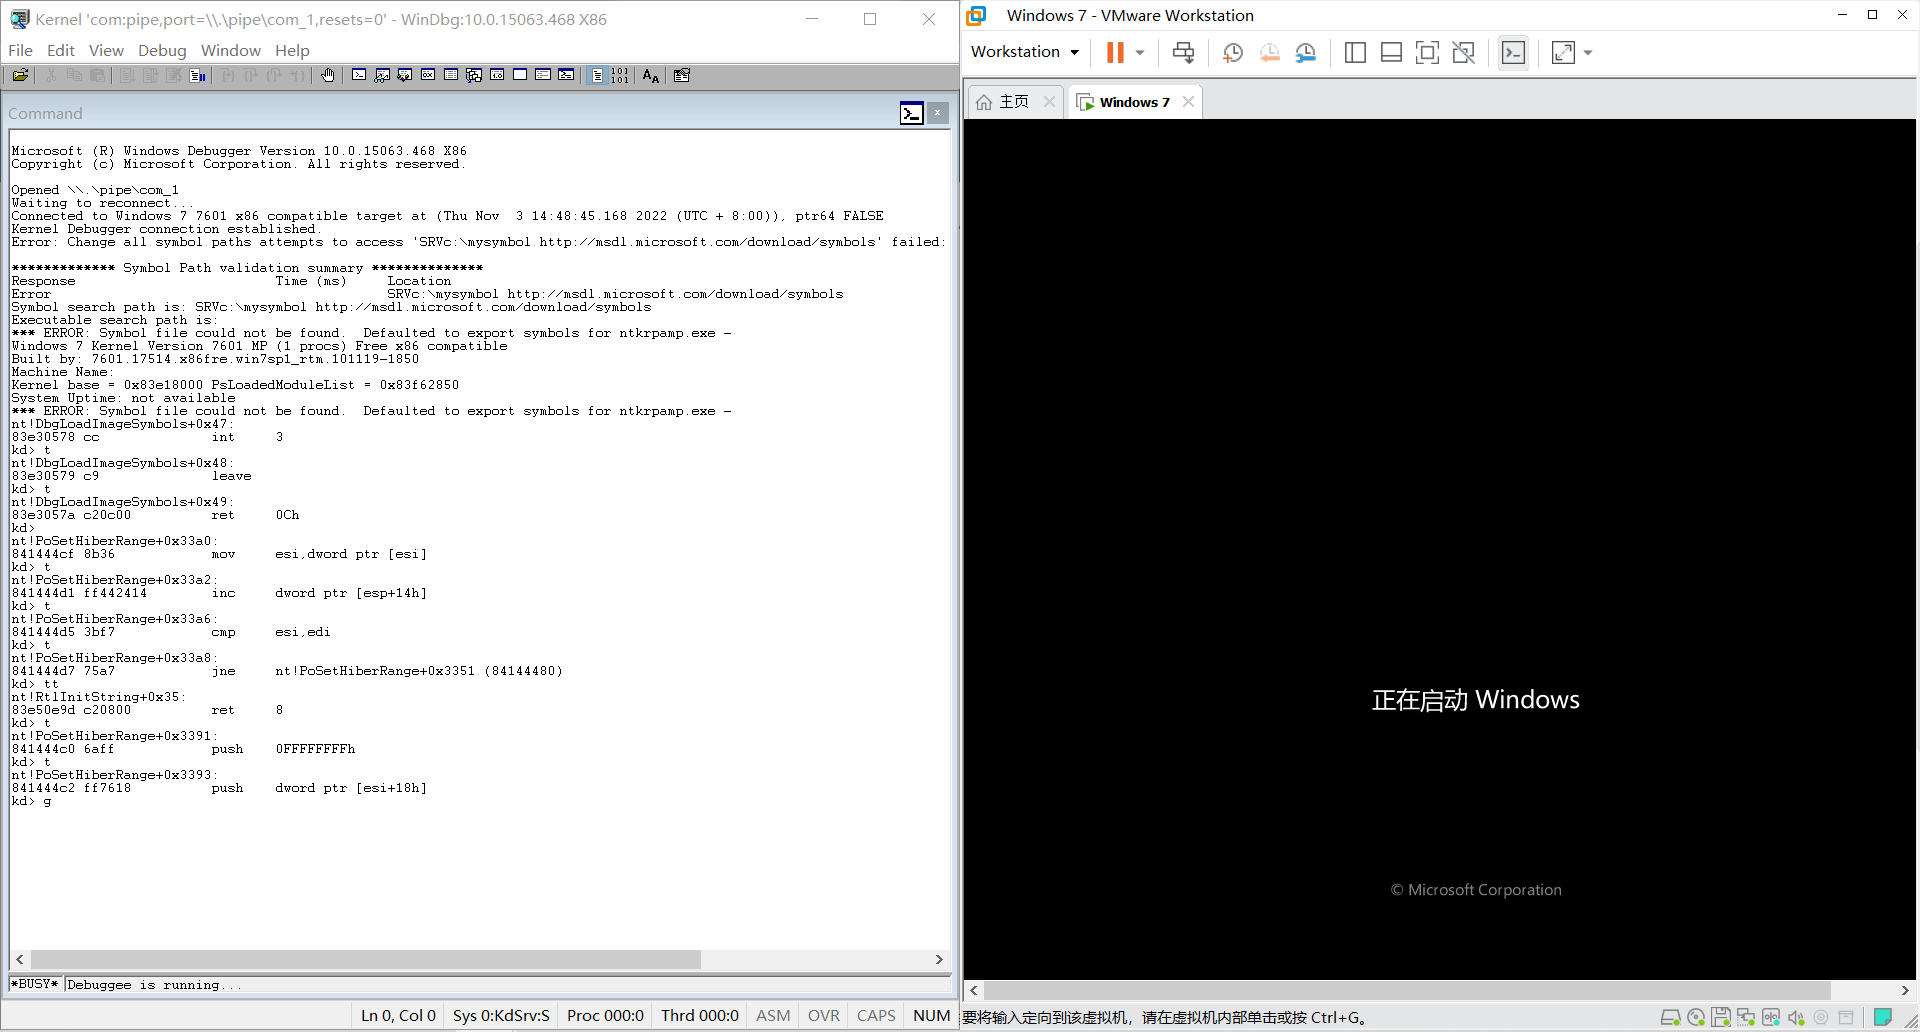 Kernel 'com:pipe,port=\\.\pipe\com_1,resets=0' - WinDbg:10.0.15063.468 X86
File Edit View Debug Window Help
Command
Microsoft (R) Windows Debugger Version 10.0.15063.468 X86
Copyright (c) Microsoft Corporation. All rights reserved.
Opened \\.\pipe\com_1
Waiting to reconnect...
Connected to Windows 7 7601 x86 compatible target at (Thu Nov  3 14:48:45.168 2022 (UTC + 8:00)), ptr64 FALSE
Kernel Debugger connection established.
Error: Change all symbol paths attempts to access 'SRVc:\mysymbol http://msdl.microsoft.com/download/symbols' failed:
************* Symbol Path validation summary **************
Response                         Time (ms)     Location
Error                                          SRVc:\mysymbol http://msdl.microsoft.com/download/symbols
Symbol search path is: SRVc:\mysymbol http://msdl.microsoft.com/download/symbols
Executable search path is:
*** ERROR: Symbol file could not be found.  Defaulted to export symbols for ntkrpamp.exe -
Windows 7 Kernel Version 7601 MP (1 procs) Free x86 compatible
Built by: 7601.17514.x86fre.win7sp1_rtm.101119-1850
Machine Name:
Kernel base = 0x83e18000 PsLoadedModuleList = 0x83f62850
System Uptime: not available
*** ERROR: Symbol file could not be found.  Defaulted to export symbols for ntkrpamp.exe -
nt!DbgLoadImageSymbols+0x47:
83e30578 cc              int     3
kd> t
nt!DbgLoadImageSymbols+0x48:
83e30579 c9              leave
kd> t
nt!DbgLoadImageSymbols+0x49:
83e3057a c20c00          ret     0Ch
kd>
nt!PoSetHiberRange+0x33a0:
841444cf 8b36            mov     esi,dword ptr [esi]
kd> t
nt!PoSetHiberRange+0x33a2:
841444d1 ff442414        inc     dword ptr [esp+14h]
kd> t
nt!PoSetHiberRange+0x33a6:
841444d5 3bf7            cmp     esi,edi
kd> t
nt!PoSetHiberRange+0x33a8:
841444d7 75a7            jne     nt!PoSetHiberRange+0x3351 (84144480)
kd> tt
nt!RtlInitString+0x35:
83e50e9d c20800          ret     8
kd> t
nt!PoSetHiberRange+0x3391:
841444c0 6aff            push    0FFFFFFFFh
kd> t
nt!PoSetHiberRange+0x3393:
841444c2 ff7618          push    dword ptr [esi+18h]
kd> g
*BUSY* Debuggee is running...
Ln 0, Col 0 Sys 0:KdSrv:S Proc 000:0 Thrd 000:0 ASM OVR CAPS NUM
Windows 7 - VMware Workstation
Workstation
主页 Windows 7
正在启动 Windows
© Microsoft Corporation
要将输入定向到该虚拟机，请在虚拟机内部单击或按 Ctrl+G。